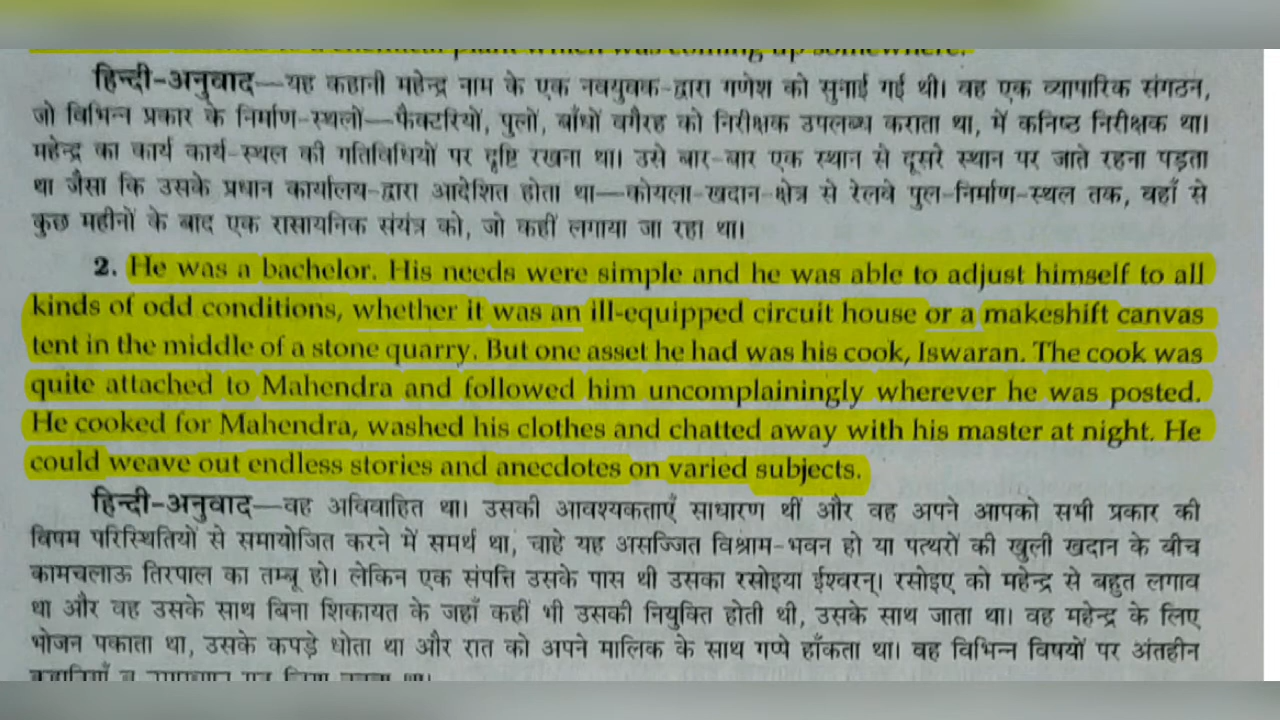 plant which was coming up somewhere.
हिन्दी-अनुवाद—यह कहानी महेन्द्र नाम के एक नवयुवक-द्वारा गणेश को सुनाई गई थी। वह एक व्यापारिक संगठन,
जो विभिन्न प्रकार के निर्माण-स्थलों—फैक्टरियों, पुलों, बाँधों वगैरह को निरीक्षक उपलब्ध कराता था, में कनिष्ठ निरीक्षक था।
महेन्द्र का कार्य कार्य-स्थल की गतिविधियों पर दृष्टि रखना था। उसे बार-बार एक स्थान से दूसरे स्थान पर जाते रहना पड़ता
था जैसा कि उसके प्रधान कार्यालय-द्वारा आदेशित होता था—कोयला-खदान-क्षेत्र से रेलवे पुल-निर्माण-स्थल तक, वहाँ से
कुछ महीनों के बाद एक रासायनिक संयंत्र को, जो कहीं लगाया जा रहा था।
2. He was a bachelor. His needs were simple and he was able to adjust himself to all
kinds of odd conditions, whether it was an ill-equipped circuit house or a makeshift canvas
tent in the middle of a stone quarry. But one asset he had was his cook, Iswaran. The cook was
quite attached to Mahendra and followed him uncomplainingly wherever he was posted.
He cooked for Mahendra, washed his clothes and chatted away with his master at night. He
could weave out endless stories and anecdotes on varied subjects.
हिन्दी-अनुवाद—वह अविवाहित था। उसकी आवश्यकताएँ साधारण थीं और वह अपने आपको सभी प्रकार की
विषम परिस्थितियों से समायोजित करने में समर्थ था, चाहे यह असज्जित विश्राम-भवन हो या पत्थरों की खुली खदान के बीच
कामचलाऊ तिरपाल का तम्बू हो। लेकिन एक संपत्ति उसके पास थी उसका रसोइया ईश्वरन्। रसोइए को महेन्द्र से बहुत लगाव
था और वह उसके साथ बिना शिकायत के जहाँ कहीं भी उसकी नियुक्ति होती थी, उसके साथ जाता था। वह महेन्द्र के लिए
भोजन पकाता था, उसके कपड़े धोता था और रात को अपने मालिक के साथ गप्पे हाँकता था। वह विभिन्न विषयों पर अंतहीन